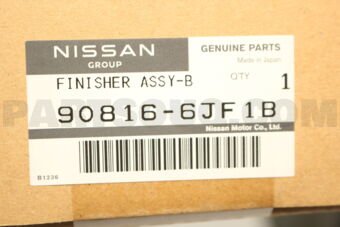 NISSAN
GROUP
GENUINE PARTS
Made in Japan
FINISHER ASSY-B
QTY
1
90816-6JF1B
Nissan Motor Co., Ltd.
B1236